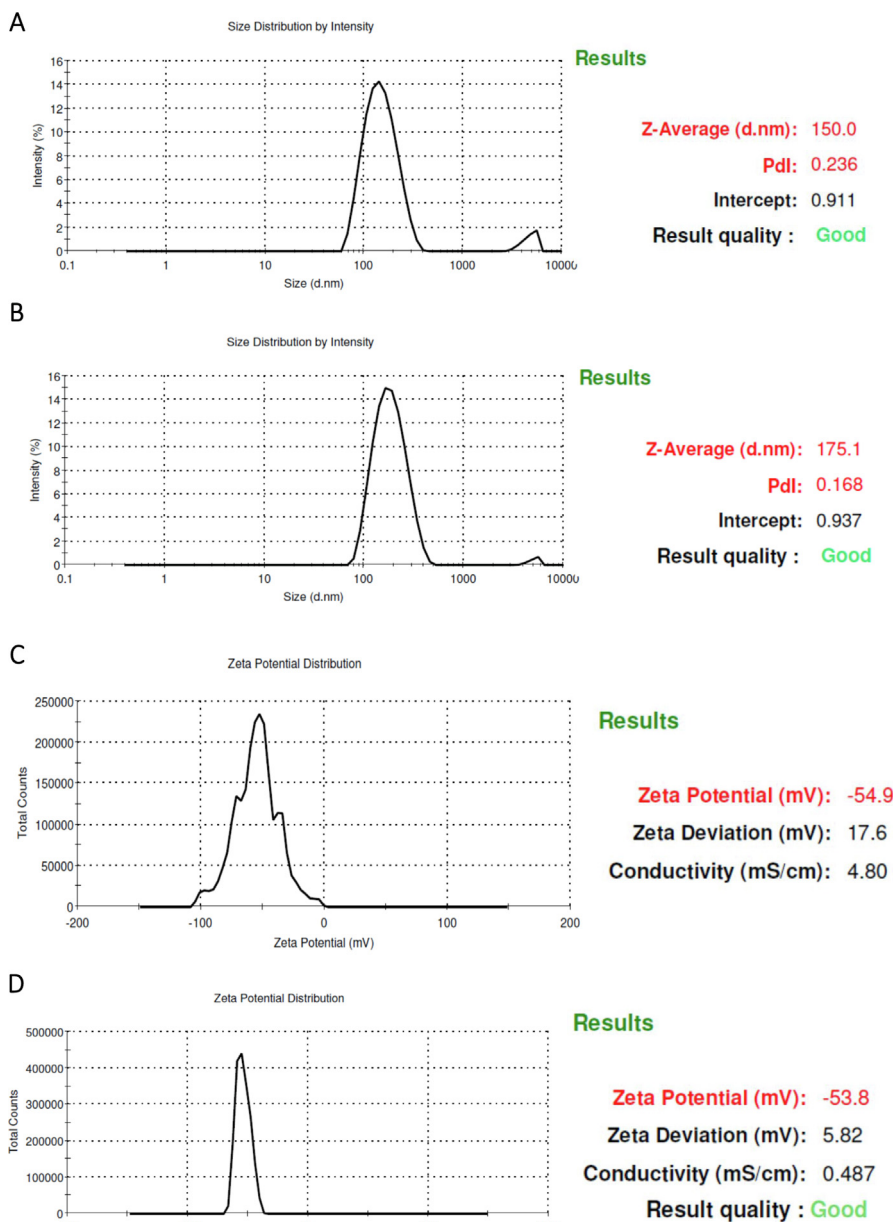 A
Size Distribution by Intensity
Results
16
14
12
10
8
6
4
2
0
Intensity (%)
0.1 1 10 100 1000 10000
Size (d.nm)
Z-Average (d.nm): 150.0
PdI: 0.236
Intercept: 0.911
Result quality : Good
B
Size Distribution by Intensity
Results
16
14
12
10
8
6
4
2
0
Intensity (%)
0.1 1 10 100 1000 10000
Size (d.nm)
Z-Average (d.nm): 175.1
PdI: 0.168
Intercept: 0.937
Result quality : Good
C
Zeta Potential Distribution
Results
250000
200000
150000
100000
50000
0
Total Counts
-200 -100 0 100 200
Zeta Potential (mV)
Zeta Potential (mV): -54.9
Zeta Deviation (mV): 17.6
Conductivity (mS/cm): 4.80
D
Zeta Potential Distribution
Results
500000
400000
300000
200000
100000
0
Total Counts
Zeta Potential (mV): -53.8
Zeta Deviation (mV): 5.82
Conductivity (mS/cm): 0.487
Result quality : Good